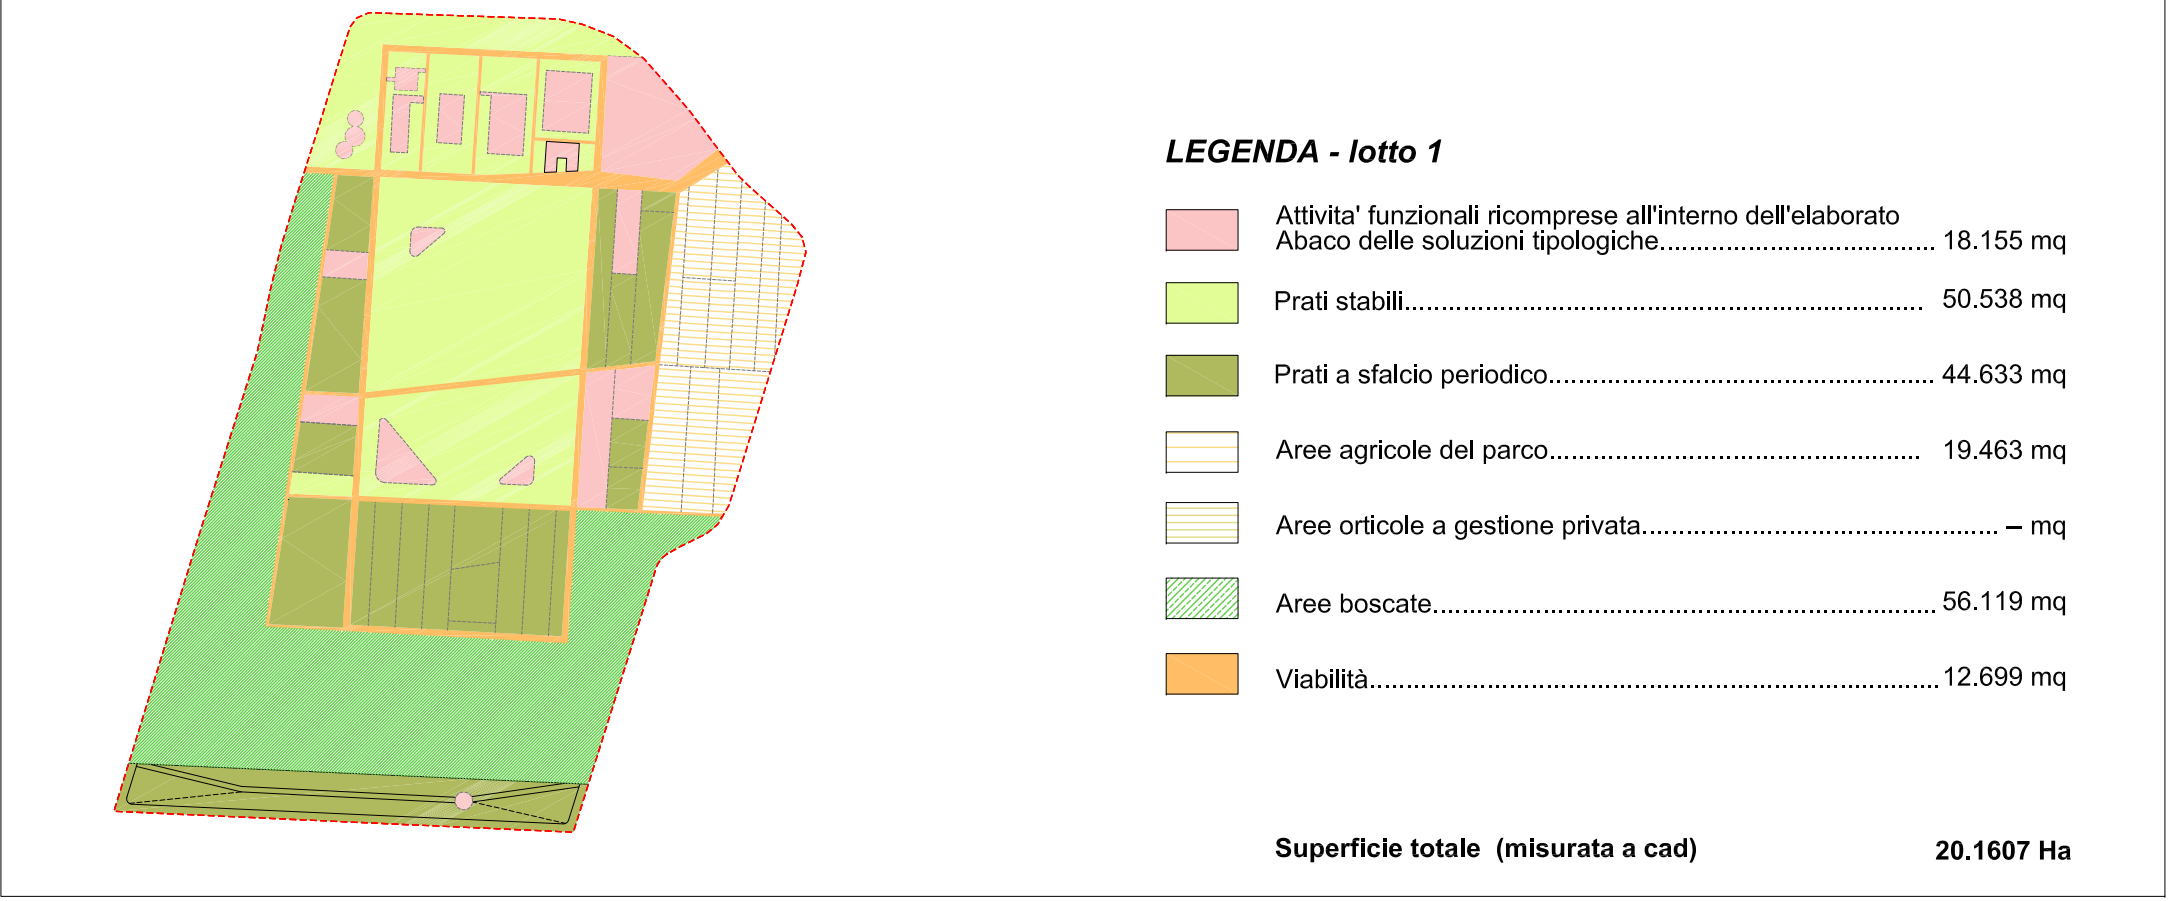 LEGENDA - lotto 1
Attivita' funzionali ricomprese all'interno dell'elaborato
Abaco delle soluzioni tipologiche.................................. 18.155 mq
Prati stabili................................................................ 50.538 mq
Prati a sfalcio periodico................................................ 44.633 mq
Aree agricole del parco.............................................. 19.463 mq
Aree orticole a gestione privata............................................ – mq
Aree boscate.............................................................. 56.119 mq
Viabilità...................................................................... 12.699 mq
Superficie totale (misurata a cad) 20.1607 Ha